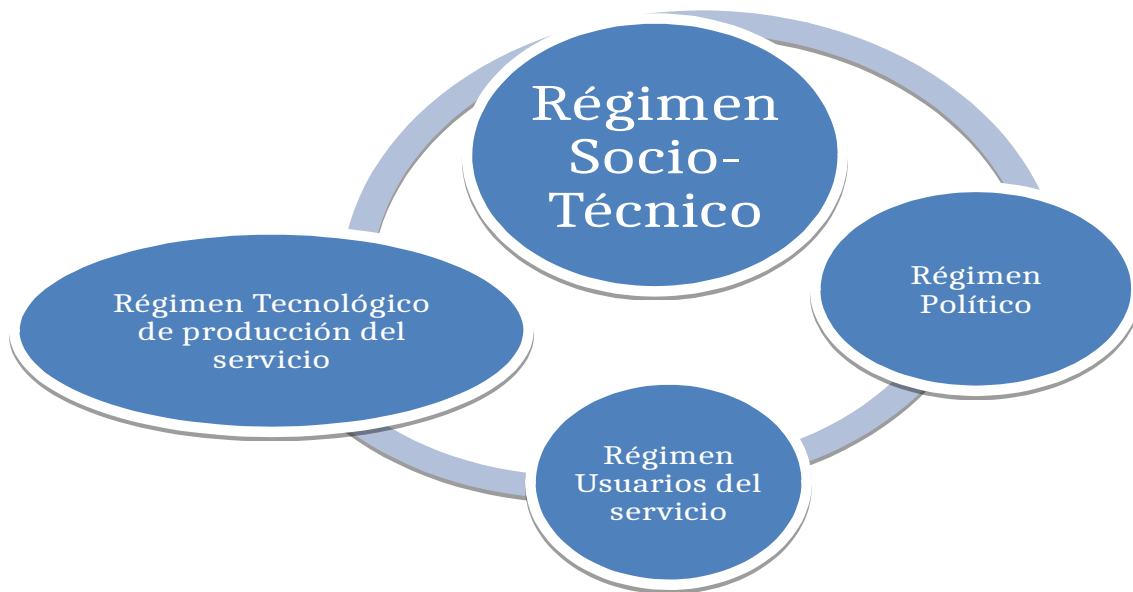 Régimen
Socio-
Técnico
Régimen
Político
Régimen Tecnológico
de producción del
servicio
Régimen
Usuarios del
servicio